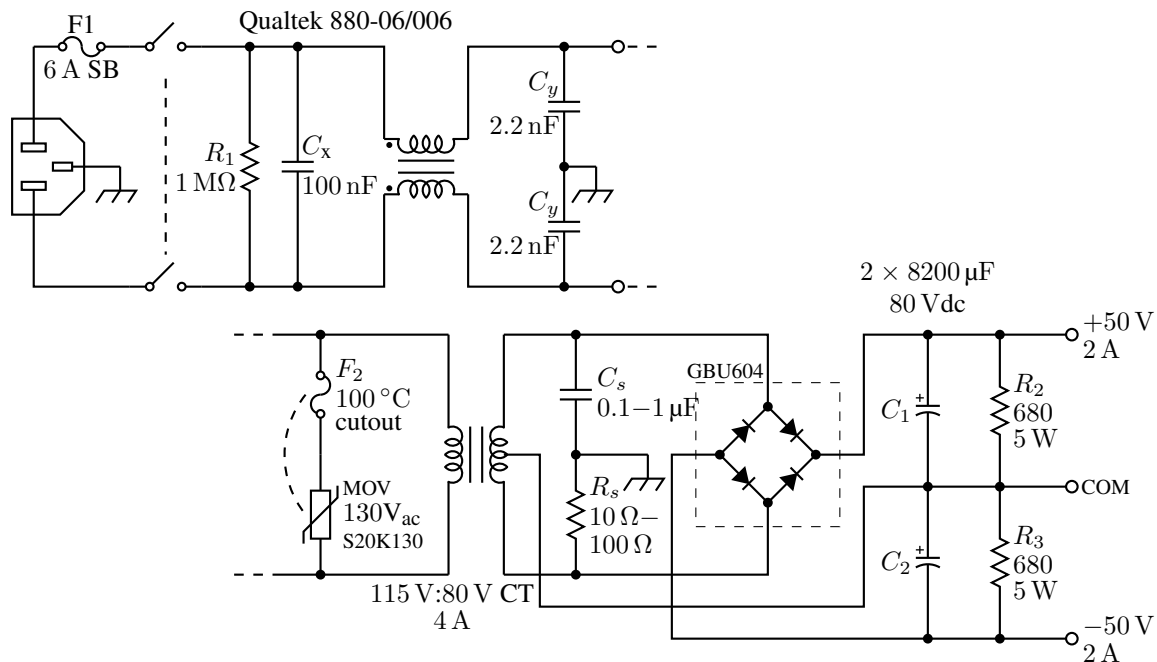 F1
6 A SB
Qualtek 880-06/006
R1
1 MΩ
Cx
100 nF
Cy
2.2 nF
Cy
2.2 nF
2 × 8200 µF
80 Vdc
F2
100 °C
cutout
MOV
130Vac
S20K130
115 V:80 V CT
4 A
Cs
0.1−1 µF
Rs
10 Ω−
100 Ω
GBU604
C1
+
R2
680
5 W
C2
+
R3
680
5 W
+50 V
2 A
COM
−50 V
2 A